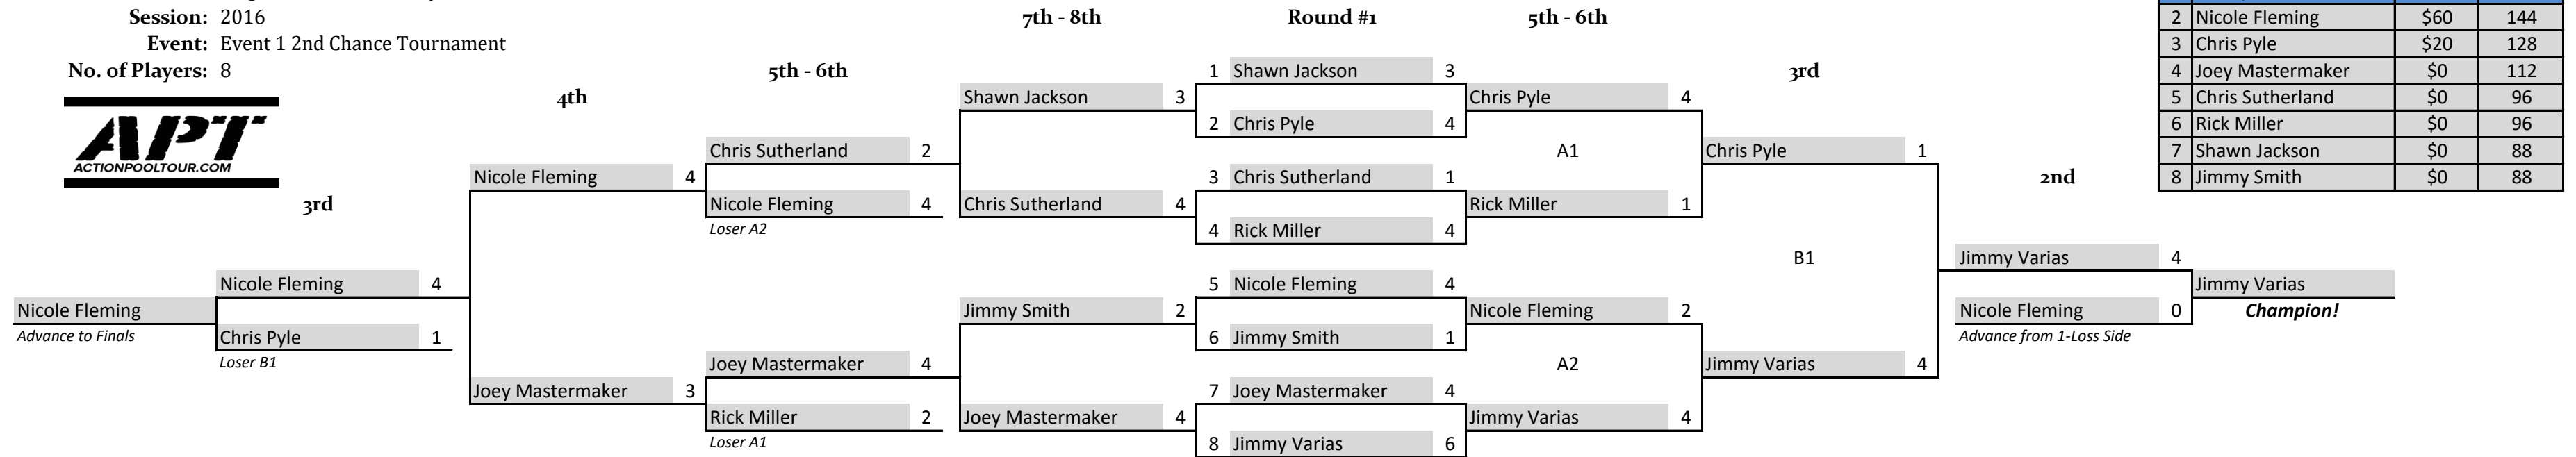 Session: 2016
Event: Event 1 2nd Chance Tournament
No. of Players: 8
APT
ACTIONPOOLTOUR.COM
3rd
Nicole Fleming
Advance to Finals
Nicole Fleming 4
Chris Pyle 1
Loser B1
4th
Nicole Fleming 4
Joey Mastermaker 3
5th - 6th
Chris Sutherland 2
Nicole Fleming 4
Loser A2
Joey Mastermaker 4
Rick Miller 2
Loser A1
7th - 8th
Shawn Jackson 3
Chris Sutherland 4
Jimmy Smith 2
Joey Mastermaker 4
Round #1
1 Shawn Jackson 3
2 Chris Pyle 4
3 Chris Sutherland 1
4 Rick Miller 4
5 Nicole Fleming 4
6 Jimmy Smith 1
7 Joey Mastermaker 4
8 Jimmy Varias 6
5th - 6th
Chris Pyle 4
A1
Rick Miller 1
Nicole Fleming 2
A2
Jimmy Varias 4
3rd
Chris Pyle 1
B1
Jimmy Varias 4
2nd
Jimmy Varias 4
Nicole Fleming 0
Advance from 1-Loss Side
Jimmy Varias
Champion!
2 Nicole Fleming $60 144
3 Chris Pyle $20 128
4 Joey Mastermaker $0 112
5 Chris Sutherland $0 96
6 Rick Miller $0 96
7 Shawn Jackson $0 88
8 Jimmy Smith $0 88